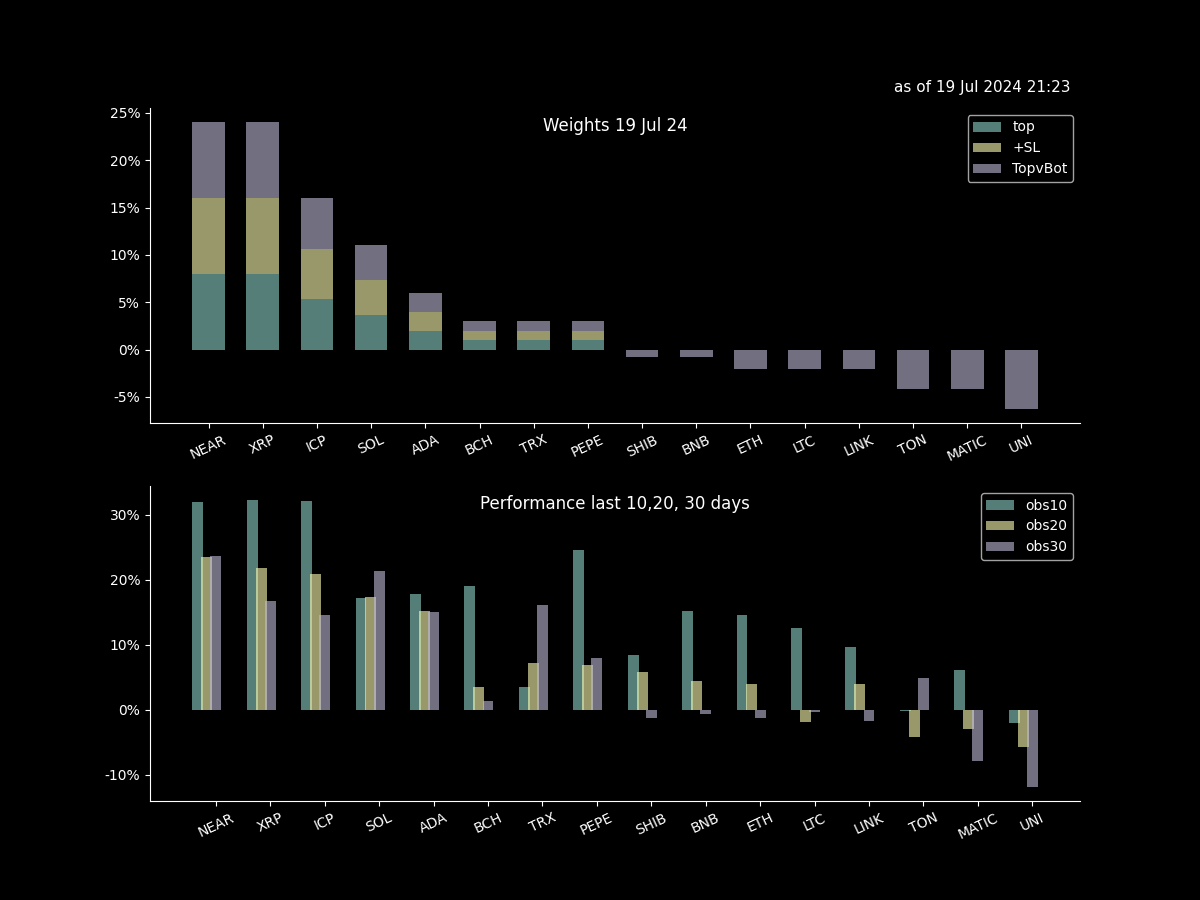 as of 19 Jul 2024 21:23
Weights 19 Jul 24
top
+SL
TopvBot
25%
20%
15%
10%
5%
0%
-5%
NEAR XRP ICP SOL ADA BCH TRX PEPE SHIB BNB ETH LTC LINK TON MATIC UNI
Performance last 10,20, 30 days
obs10
obs20
obs30
30%
20%
10%
0%
-10%
NEAR XRP ICP SOL ADA BCH TRX PEPE SHIB BNB ETH LTC LINK TON MATIC UNI